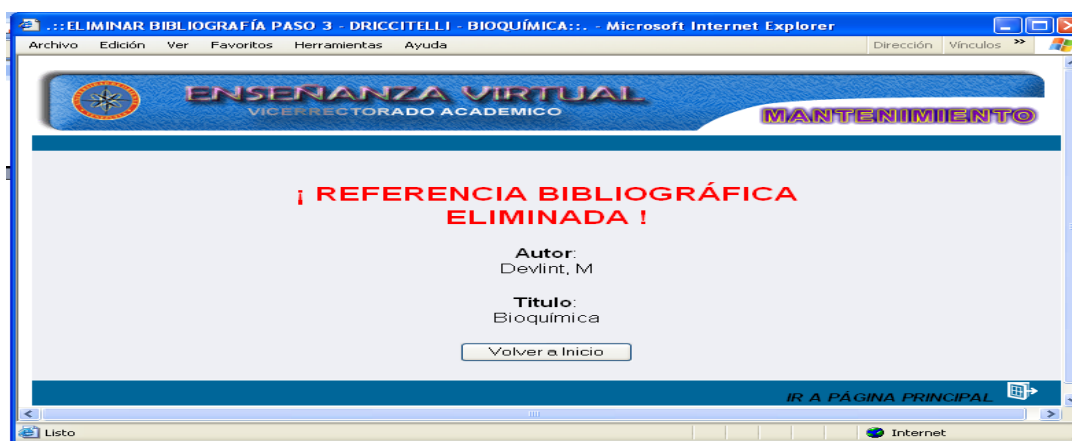 .::ELIMINAR BIBLIOGRAFÍA PASO 3 - DRICCITELLI - BIOQUÍMICA::. - Microsoft Internet Explorer
Archivo Edición Ver Favoritos Herramientas Ayuda Dirección Vínculos »
ENSEÑANZA VIRTUAL
VICERRECTORADO ACADEMICO
MANTENIMIENTO
¡ REFERENCIA BIBLIOGRÁFICA
ELIMINADA !
Autor:
Devlint, M
Titulo:
Bioquímica
Volver a Inicio
IR A PÁGINA PRINCIPAL
Listo Internet